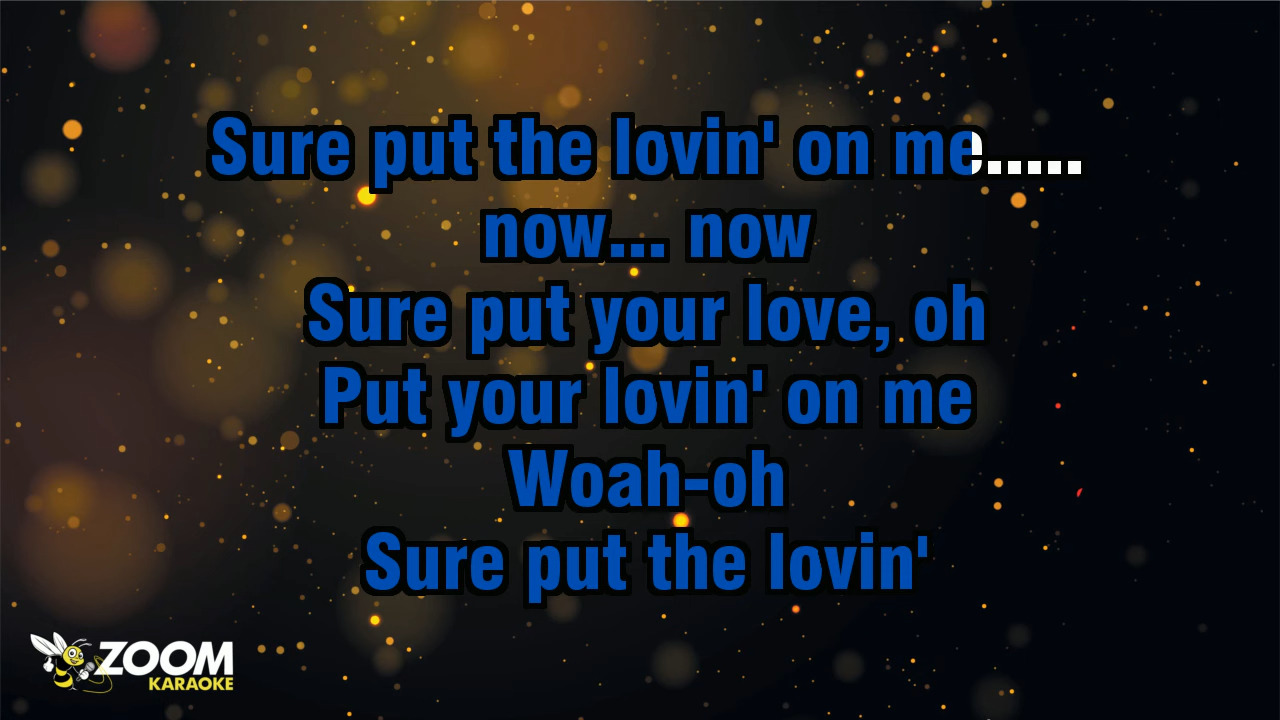 Sure put the lovin' on me.....
now... now
Sure put your love, oh
Put your lovin' on me
Woah-oh
Sure put the lovin'
ZOOM
KARAOKE